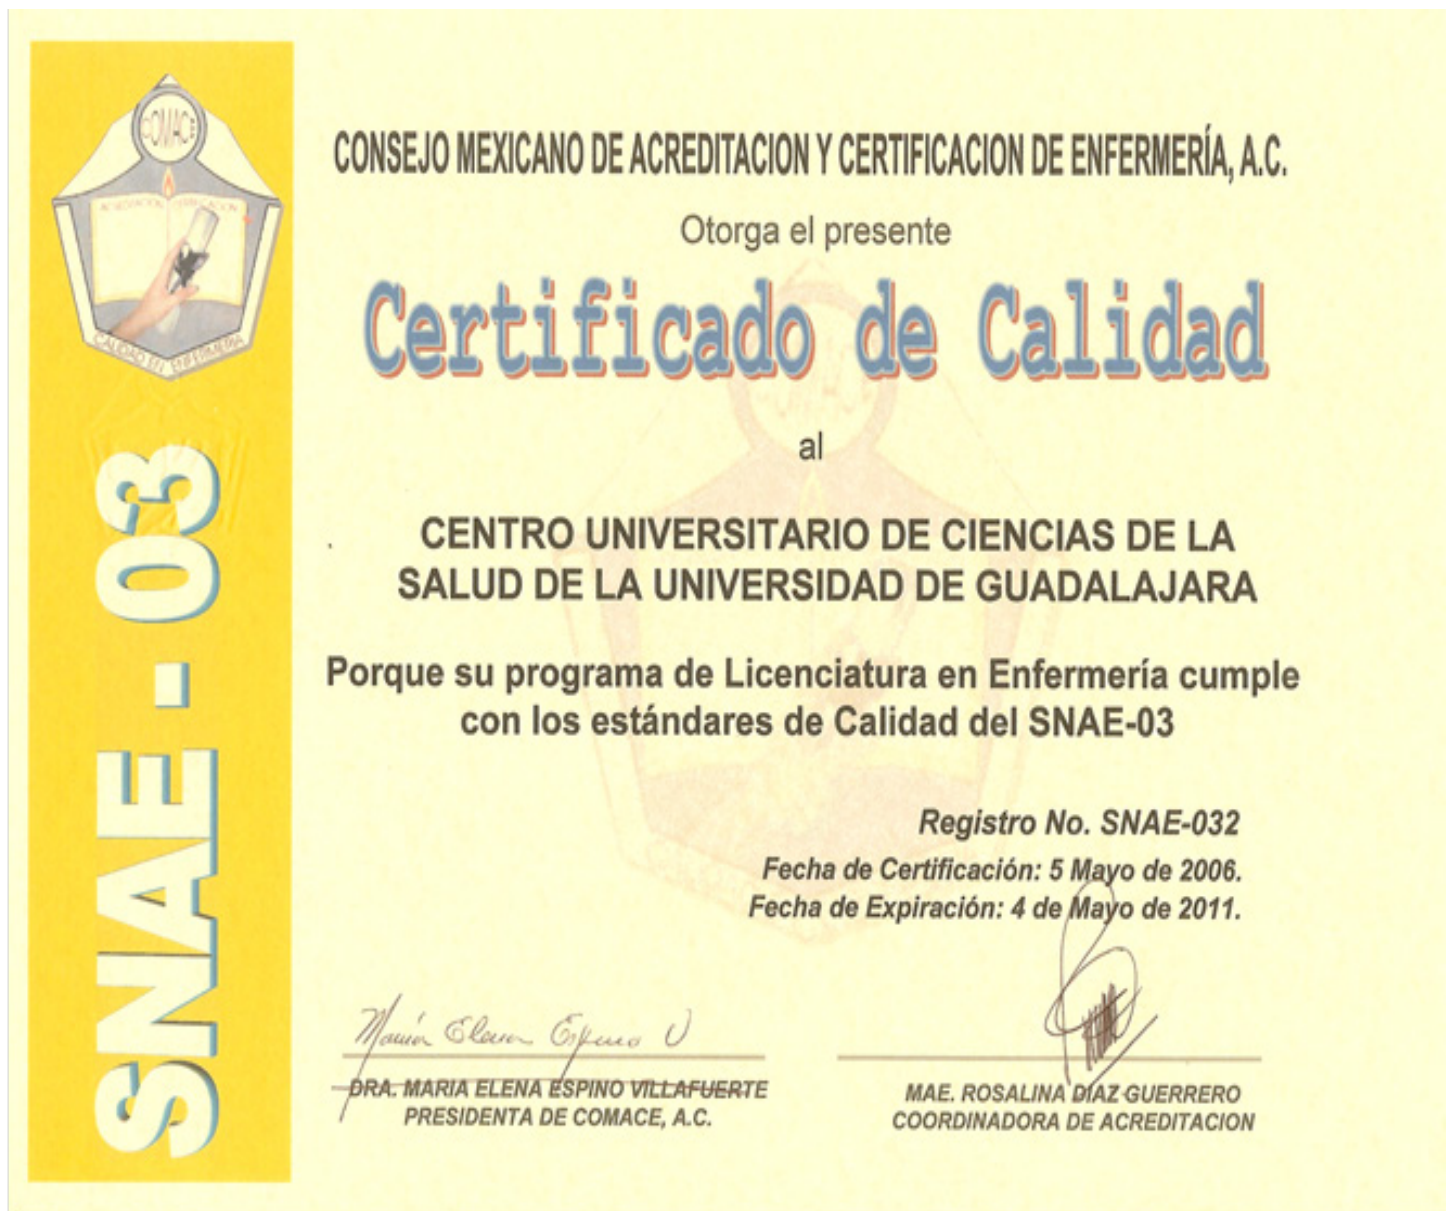 COMACE
ACREDITACION CERTIFICACION
CALIDAD EN ENFERMERIA
SNAE - 03
CONSEJO MEXICANO DE ACREDITACION Y CERTIFICACION DE ENFERMERÍA, A.C.
Otorga el presente
Certificado de Calidad
al
CENTRO UNIVERSITARIO DE CIENCIAS DE LA
SALUD DE LA UNIVERSIDAD DE GUADALAJARA
Porque su programa de Licenciatura en Enfermería cumple
con los estándares de Calidad del SNAE-03
Registro No. SNAE-032
Fecha de Certificación: 5 Mayo de 2006.
Fecha de Expiración: 4 de Mayo de 2011.
María Elena Espino V
DRA. MARIA ELENA ESPINO VILLAFUERTE
PRESIDENTA DE COMACE, A.C.
MAE. ROSALINA DIAZ GUERRERO
COORDINADORA DE ACREDITACION